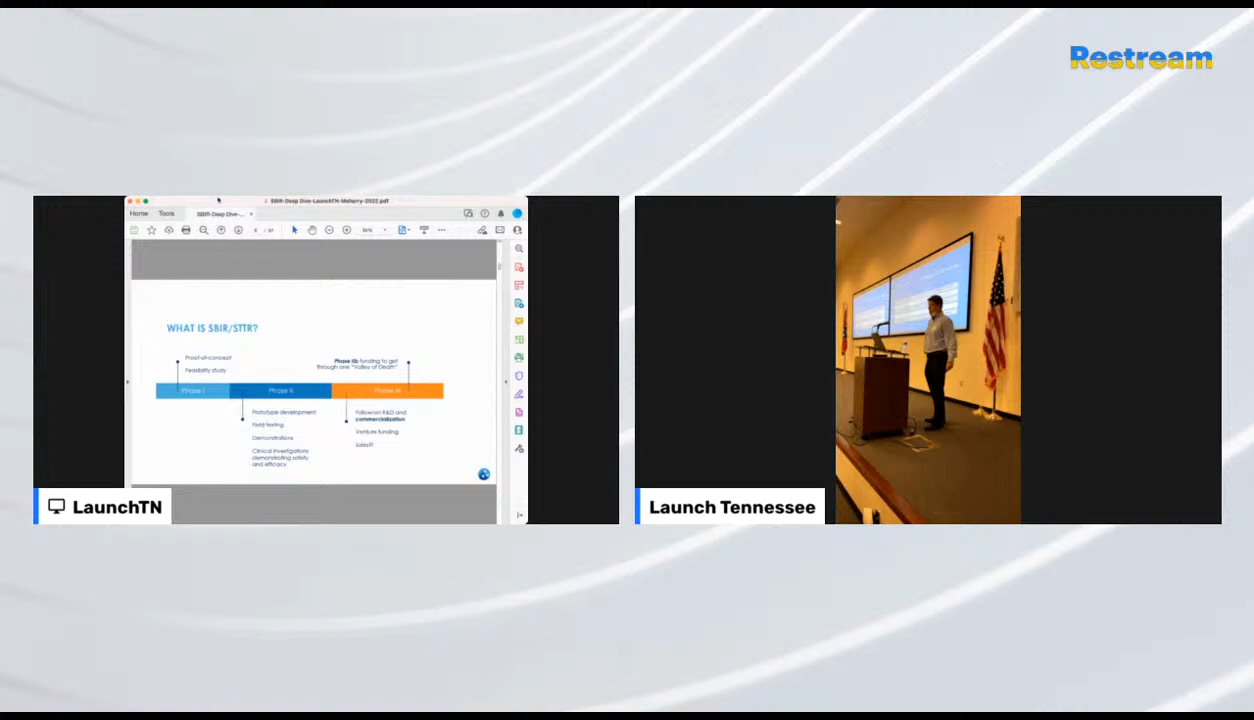 Restream
SBIR-Deep Dive-LaunchTN-Meharry-2022.pdf
Home
Tools
SBIR-Deep Dive-...
WHAT IS SBIR/STTR?
Proof-of-concept
Feasibility study
Phase IIb funding to get
through one "Valley of Death"
Phase I
Phase II
Phase III
Prototype development
Field testing
Demonstrations
Clinical investigations
demonstrating safety
and efficacy
Follow-on R&D and
commercialization
Venture funding
Sales!!!
LaunchTN
Launch Tennessee